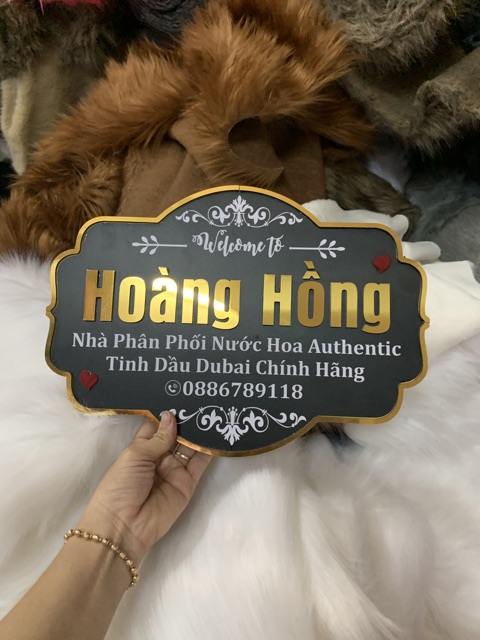 Welcome to
Hoàng Hồng
Nhà Phân Phối Nước Hoa Authentic
Tinh Dầu Dubai Chính Hãng
0886789118